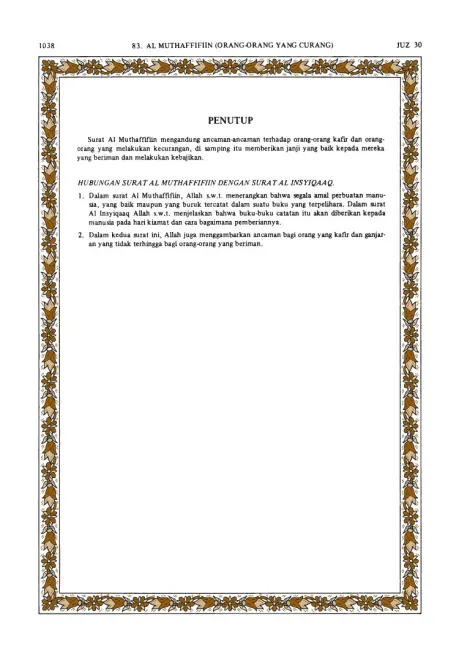 1038 83. AL MUTHAFFIFIIN (ORANG-ORANG YANG CURANG) JUZ 30
PENUTUP
Surat Al Muthaffifiin mengandung ancaman-ancaman terhadap orang-orang kafir dan orang-
orang yang melakukan kecurangan, di samping itu memberikan janji yang baik kepada mereka
yang beriman dan melakukan kebajikan.
HUBUNGAN SURAT AL MUTHAFFIFIIN DENGAN SURAT AL INSYIQAAQ.
1. Dalam surat Al Muthaffifiin, Allah s.w.t. menerangkan bahwa segala amal perbuatan manu-
sia, yang baik maupun yang buruk tercatat dalam suatu buku yang terpelihara. Dalam surat
Al Insyiqaaq Allah s.w.t. menjelaskan bahwa buku-buku catatan itu akan diberikan kepada
manusia pada hari kiamat dan cara bagaimana pemberiannya.
2. Dalam kedua surat ini, Allah juga menggambarkan ancaman bagi orang yang kafir dan ganjar-
an yang tidak terhingga bagi orang-orang yang beriman.